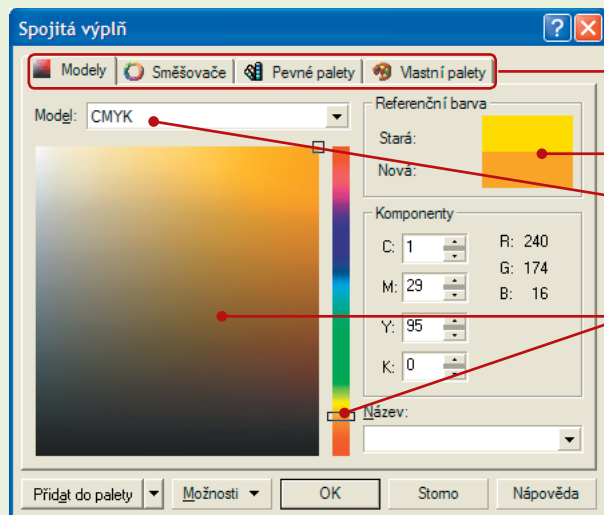 Spojitá výplň
Modely Směšovače Pevné palety Vlastní palety
Model: CMYK
Referenční barva
Stará:
Nová:
Komponenty
C: 1 R: 240
G: 174
M: 29 B: 16
Y: 95
K: 0
Název:
Přidat do palety Možnosti OK Storno Nápověda